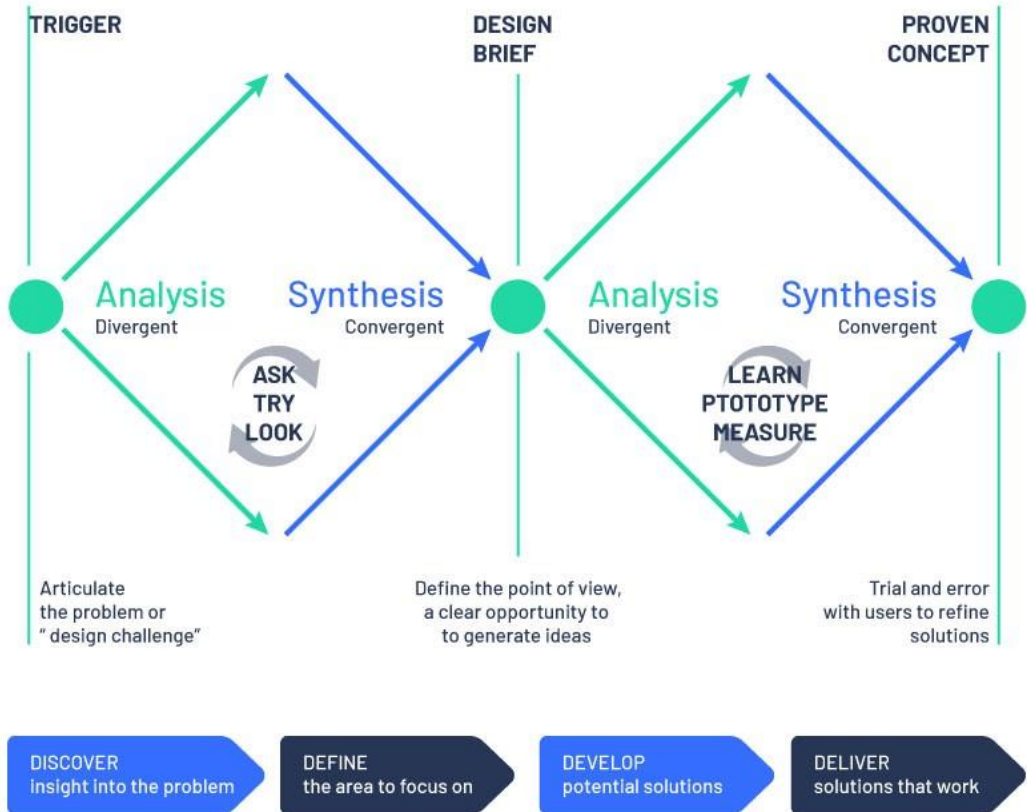 TRIGGER
DESIGN
BRIEF
PROVEN
CONCEPT
Analysis
Divergent
Synthesis
Convergent
Analysis
Divergent
Synthesis
Convergent
ASK
TRY
LOOK
LEARN
PTOTOTYPE
MEASURE
Articulate
the problem or
“ design challenge”
Define the point of view,
a clear opportunity to
to generate ideas
Trial and error
with users to refine
solutions
DISCOVER
insight into the problem
DEFINE
the area to focus on
DEVELOP
potential solutions
DELIVER
solutions that work